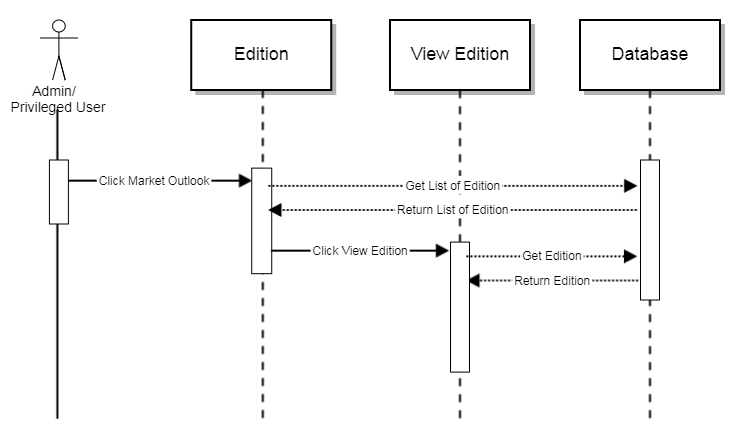 Edition
View Edition
Database
Admin/
Privileged User
Click Market Outlook
Get List of Edition
Return List of Edition
Click View Edition
Get Edition
Return Edition